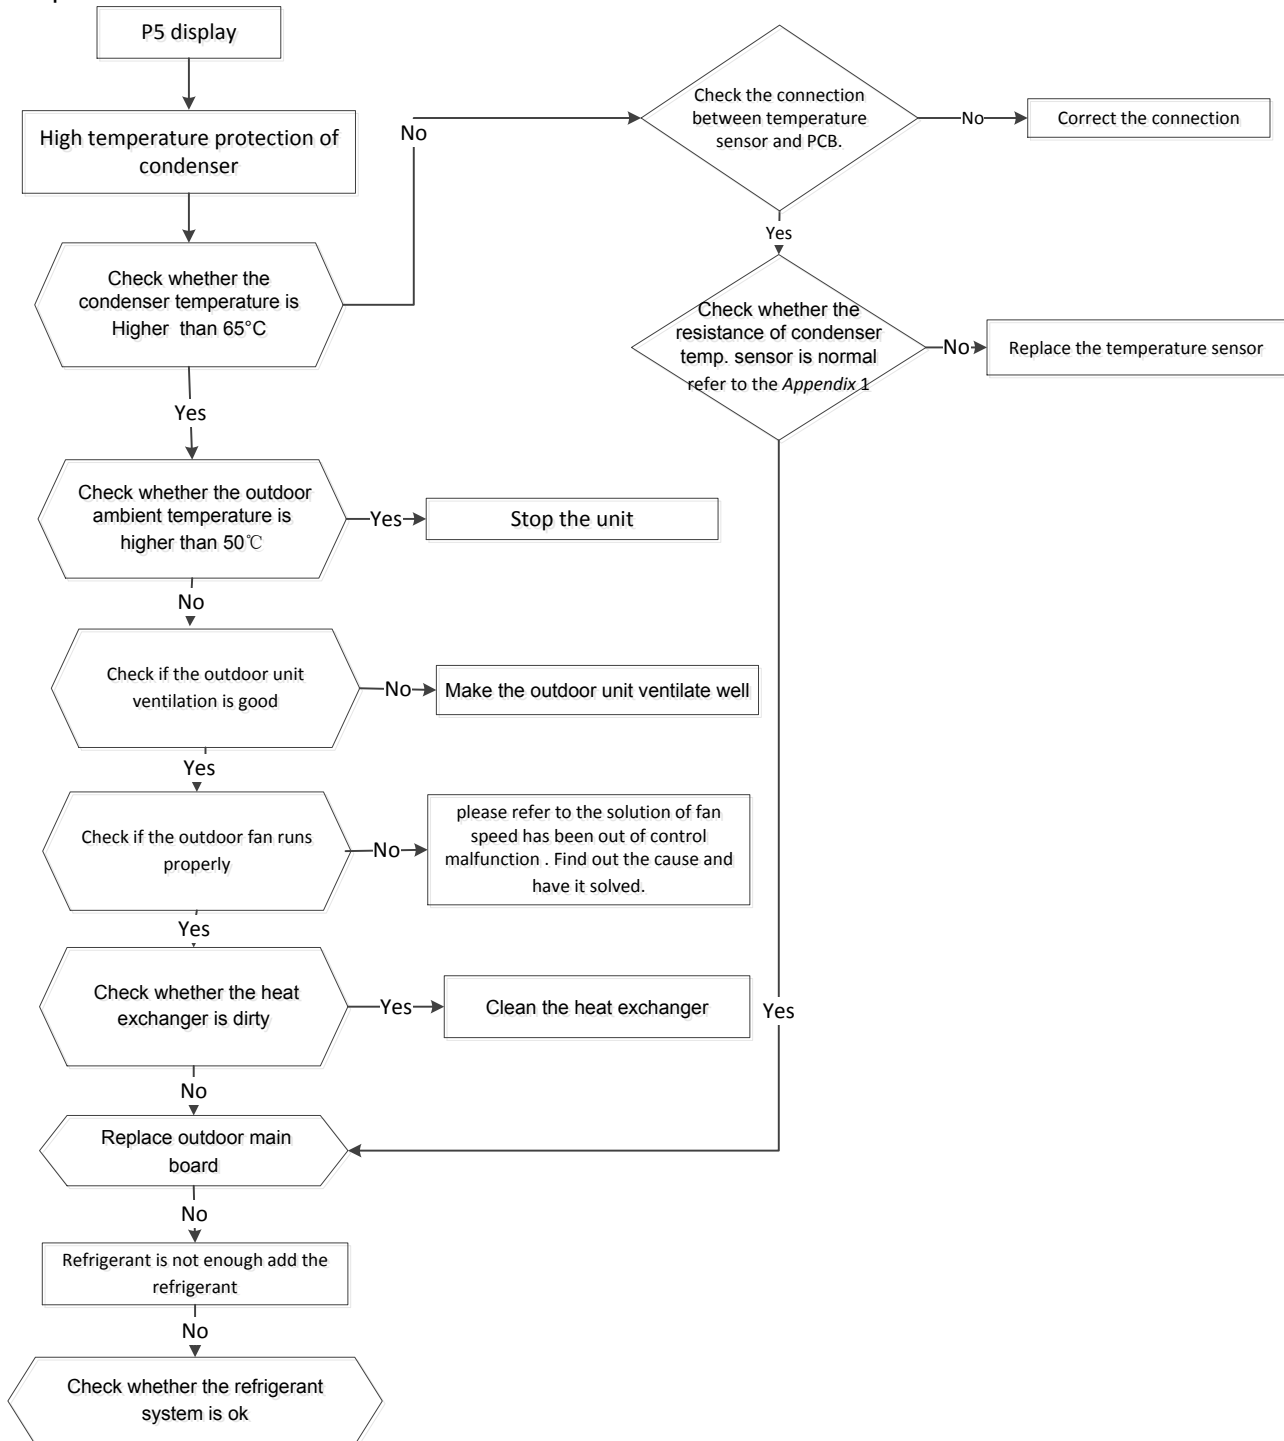 P5 display
High temperature protection of
condenser
Check whether the
condenser temperature is
Higher than 65°C
No
Check the connection
between temperature
sensor and PCB.
No
Correct the connection
Yes
Check whether the
resistance of condenser
temp. sensor is normal
refer to the Appendix 1
No
Replace the temperature sensor
Yes
Yes
Check whether the outdoor
ambient temperature is
higher than 50℃
Yes
Stop the unit
No
Check if the outdoor unit
ventilation is good
No
Make the outdoor unit ventilate well
Yes
Check if the outdoor fan runs
properly
No
please refer to the solution of fan
speed has been out of control
malfunction . Find out the cause and
have it solved.
Yes
Check whether the heat
exchanger is dirty
Yes
Clean the heat exchanger
No
Replace outdoor main
board
No
Refrigerant is not enough add the
refrigerant
No
Check whether the refrigerant
system is ok